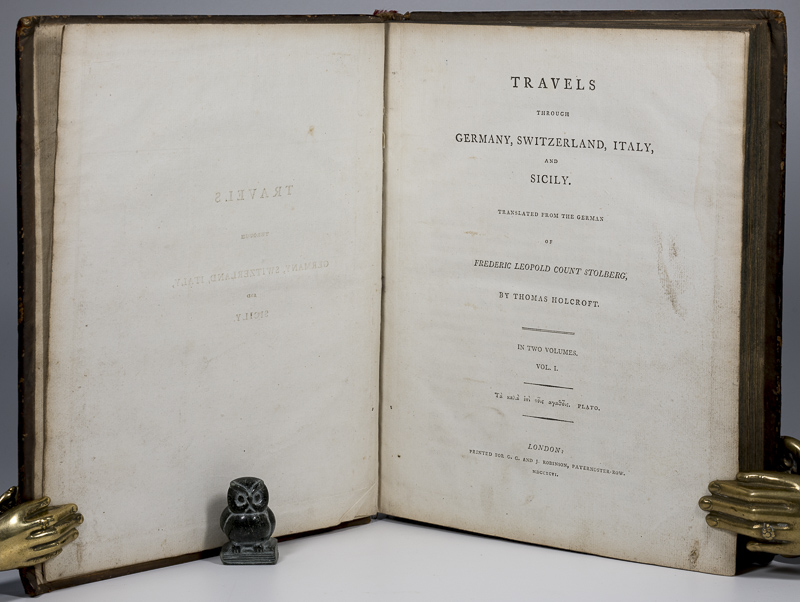 TRAVELS
THROUGH
GERMANY, SWITZERLAND, ITALY,
AND
SICILY.
TRANSLATED FROM THE GERMAN
OF
FREDERIC LEOPOLD COUNT STOLBERG,
BY THOMAS HOLCROFT.
IN TWO VOLUMES.
VOL. I.
PLATO.
LONDON:
PRINTED FOR G. G. AND J. ROBINSON, PATERNOSTER-ROW.
MDCCXCVI.